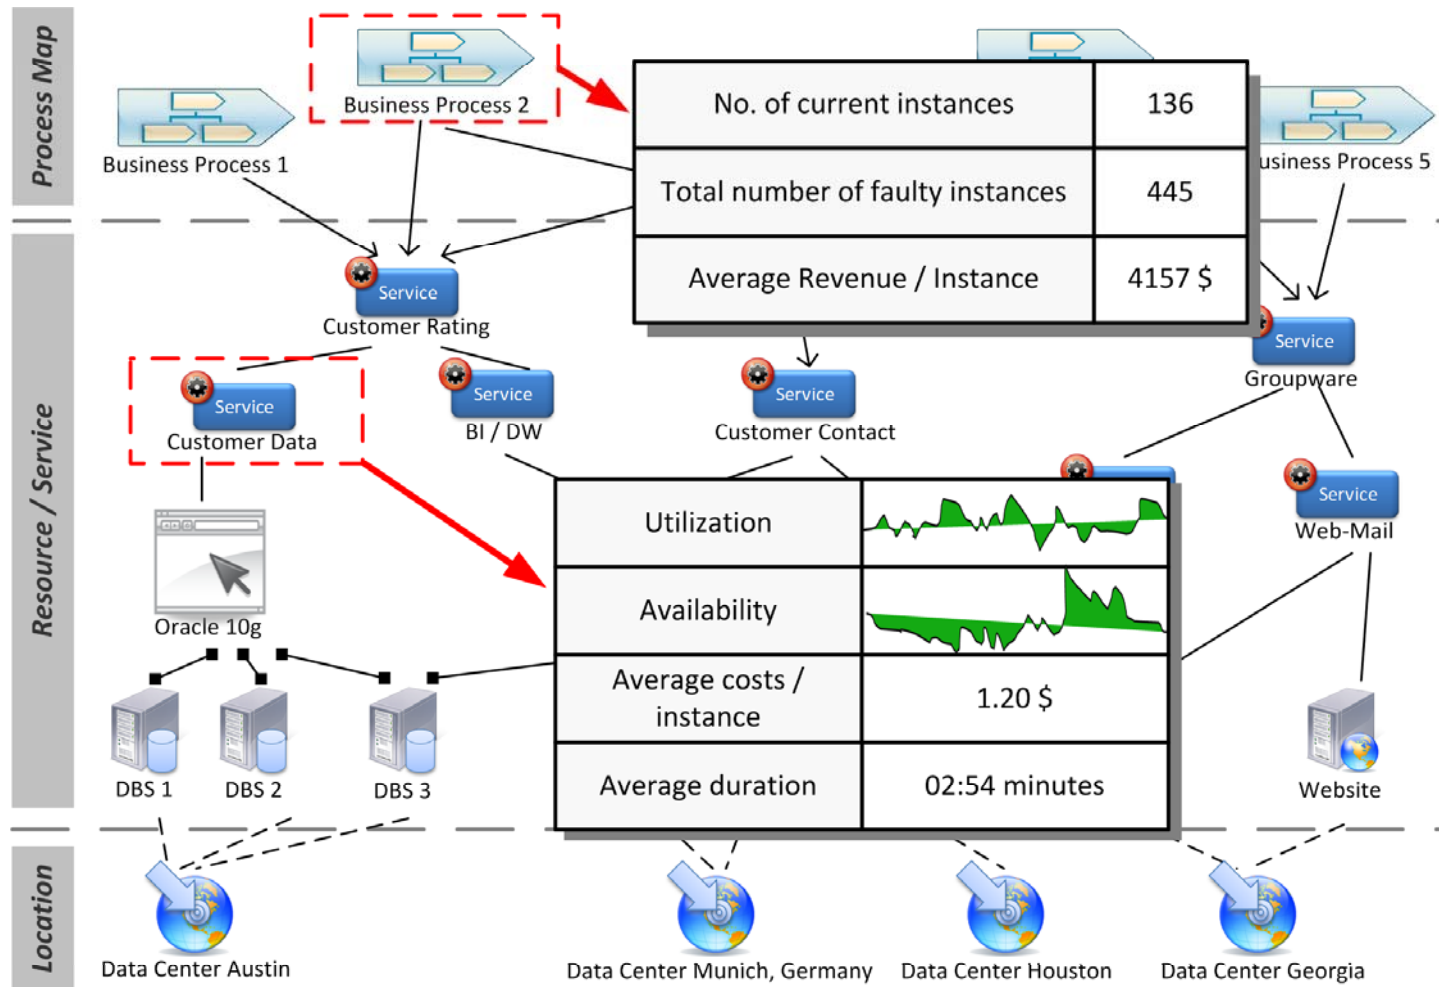 Process Map
Business Process 2
Business Process 1
usiness Process 5
No. of current instances
136
Total number of faulty instances
445
Average Revenue / Instance
4157 $
Resource / Service
Service
Customer Rating
Service
Customer Data
Service
BI / DW
Service
Customer Contact
Service
Groupware
Service
Web-Mail
Oracle 10g
Utilization
Availability
Average costs /
instance
1.20 $
Average duration
02:54 minutes
DBS 1
DBS 2
DBS 3
Website
Location
Data Center Austin
Data Center Munich, Germany
Data Center Houston
Data Center Georgia